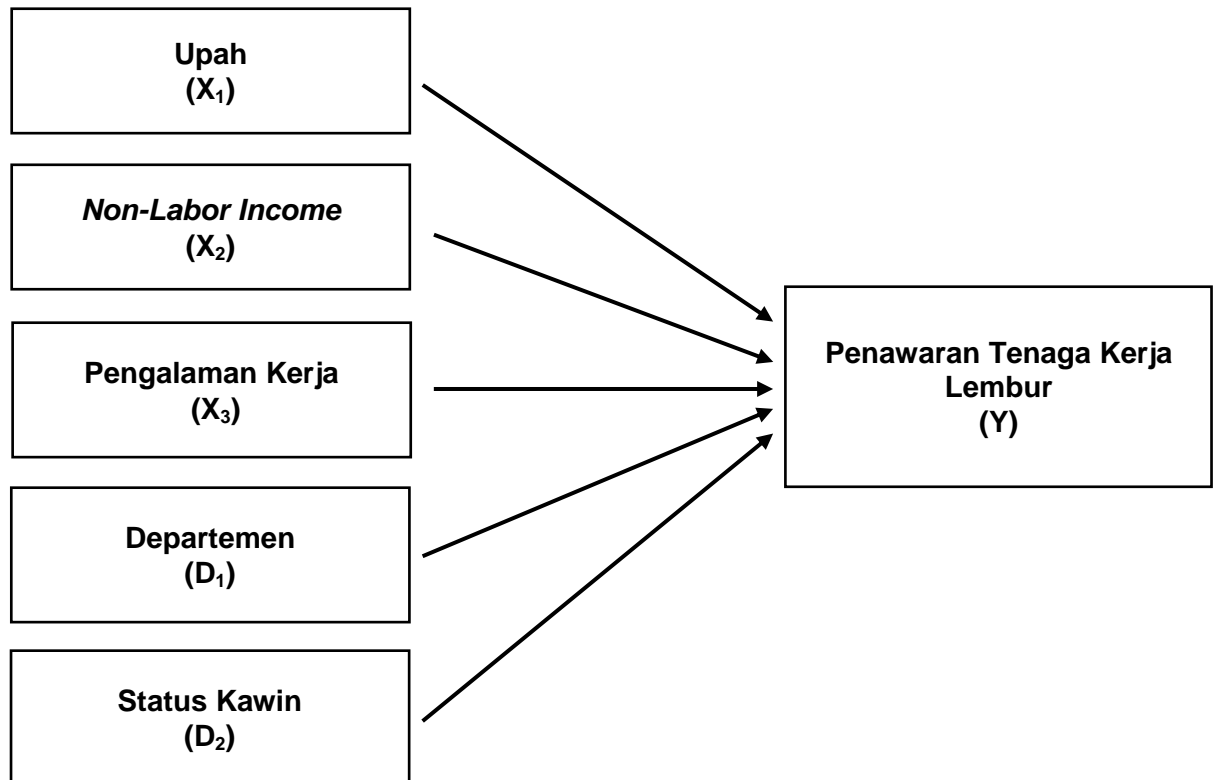 Upah
(X₁)
Non-Labor Income
(X₂)
Pengalaman Kerja
(X₃)
Departemen
(D₁)
Status Kawin
(D₂)
Penawaran Tenaga Kerja
Lembur
(Y)